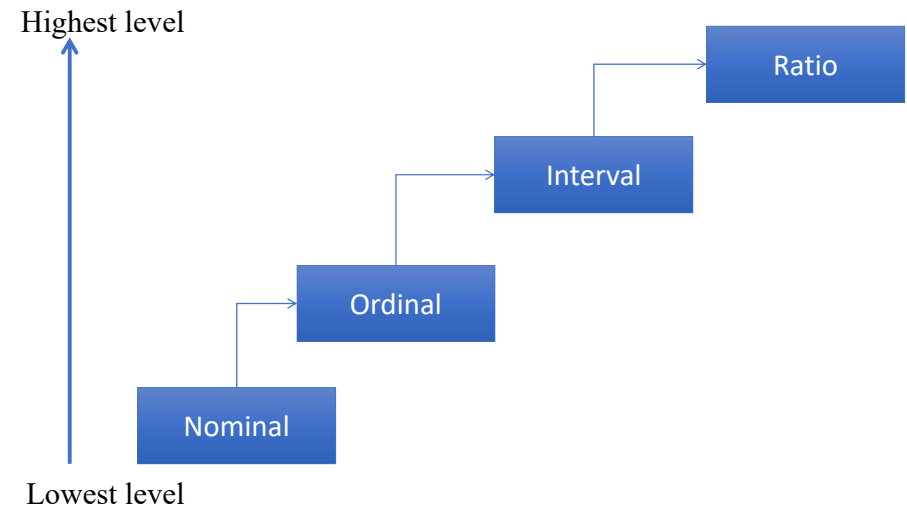 Highest level
Ratio
Interval
Ordinal
Nominal
Lowest level